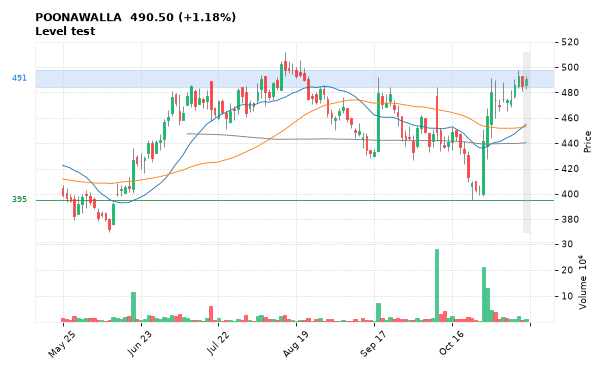 POONAWALLA 490.50 (+1.18%)
Level test
520
500
491
480
460
440
420
400
395
380
Price
30
20
10
Volume 10⁶
May 25
Jun 23
Jul 22
Aug 19
Sep 17
Oct 16